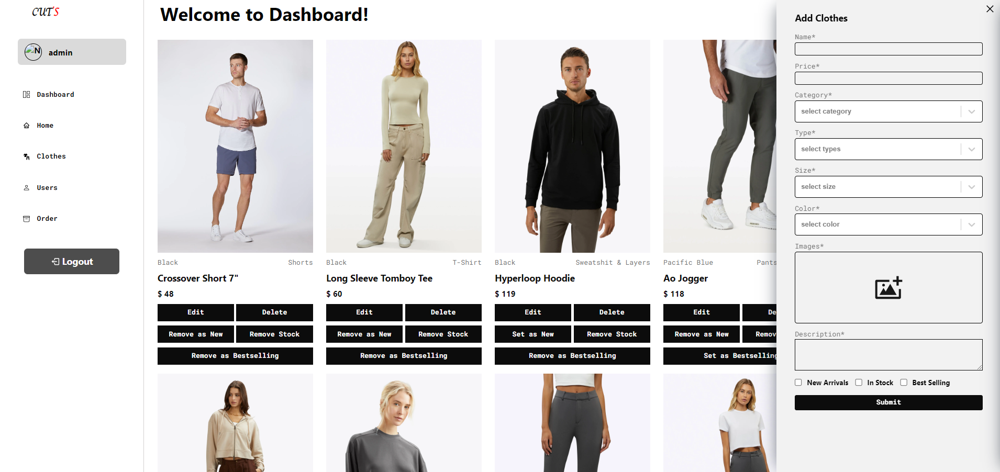 CUT'S
Welcome to Dashboard!
N
admin
Dashboard
Home
Clothes
Users
Order
Logout
Black Shorts
Crossover Short 7"
$ 48
Edit Delete
Remove as New Remove Stock
Remove as Bestselling
Black T-Shirt
Long Sleeve Tomboy Tee
$ 60
Edit Delete
Remove as New Remove Stock
Remove as Bestselling
Black Sweatshit & Layers
Hyperloop Hoodie
$ 119
Edit Delete
Set as New Remove Stock
Remove as Bestselling
Pacific Blue Pants
Ao Jogger
$ 118
Edit De
Remove as New Remov
Set as Bestselling
Add Clothes
Name*
Price*
Category*
select category
Type*
select types
Size*
select size
Color*
select color
Images*
Description*
New Arrivals In Stock Best Selling
Submit